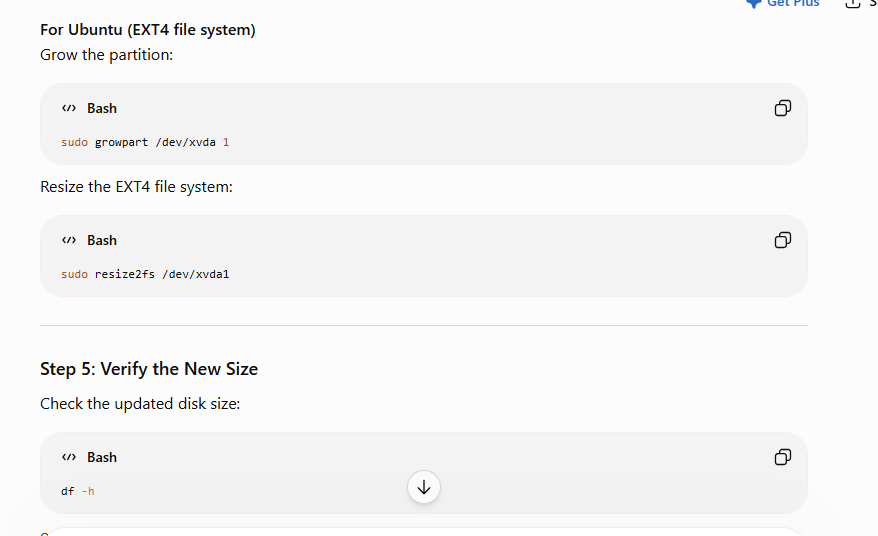 Get Plus
For Ubuntu (EXT4 file system)
Grow the partition:
Bash
sudo growpart /dev/xvda 1
Resize the EXT4 file system:
Bash
sudo resize2fs /dev/xvda1
Step 5: Verify the New Size
Check the updated disk size:
Bash
df -h